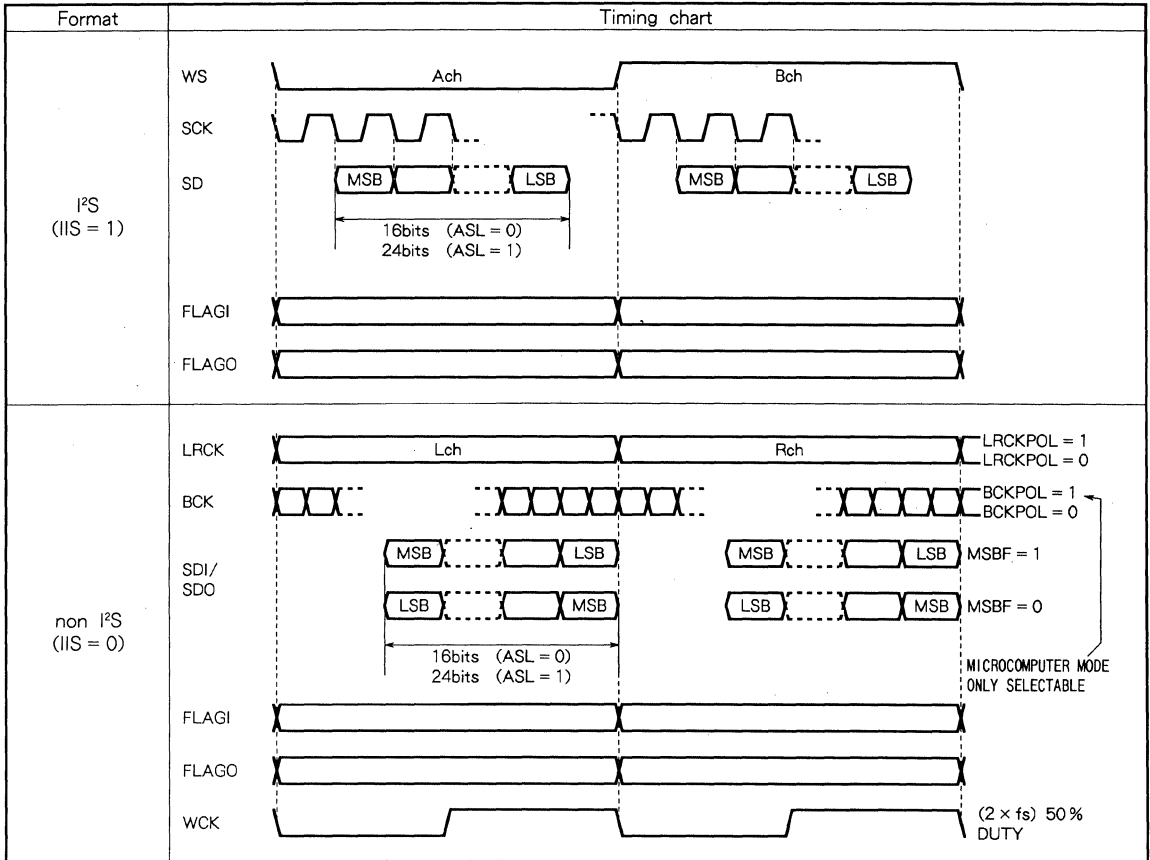 Format
Timing chart
I²S
(IIS = 1)
WS
Ach
Bch
SCK
SD
MSB
LSB
MSB
LSB
16bits (ASL = 0)
24bits (ASL = 1)
FLAGI
FLAGO
non I²S
(IIS = 0)
LRCK
Lch
Rch
LRCKPOL = 1
LRCKPOL = 0
BCK
BCKPOL = 1
BCKPOL = 0
SDI/
SDO
MSB
LSB
MSB
LSB
MSBF = 1
LSB
MSB
LSB
MSB
MSBF = 0
16bits (ASL = 0)
24bits (ASL = 1)
MICROCOMPUTER MODE
ONLY SELECTABLE
FLAGI
FLAGO
WCK
(2 × fs) 50%
DUTY